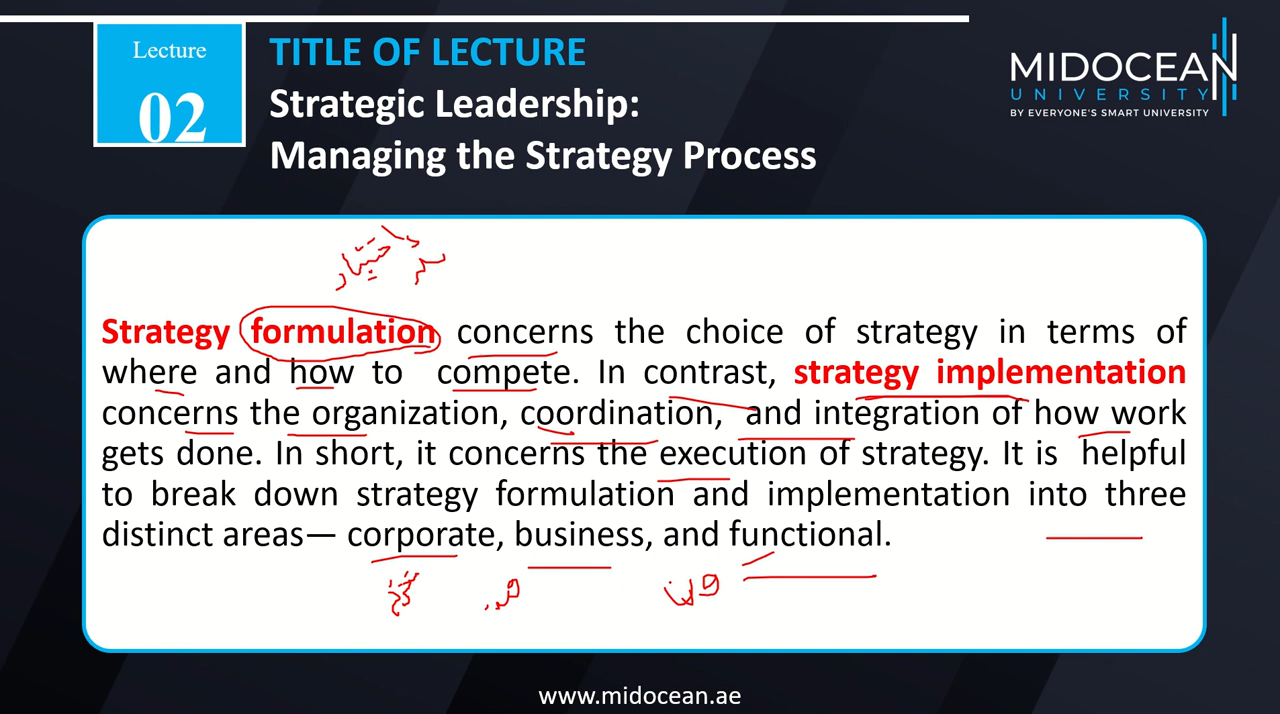 Lecture
02
TITLE OF LECTURE
Strategic Leadership:
Managing the Strategy Process
MIDOCEAN
UNIVERSITY
BY EVERYONE'S SMART UNIVERSITY
Strategy formulation concerns the choice of strategy in terms of
where and how to compete. In contrast, strategy implementation
concerns the organization, coordination, and integration of how work
gets done. In short, it concerns the execution of strategy. It is helpful
to break down strategy formulation and implementation into three
distinct areas— corporate, business, and functional.
www.midocean.ae